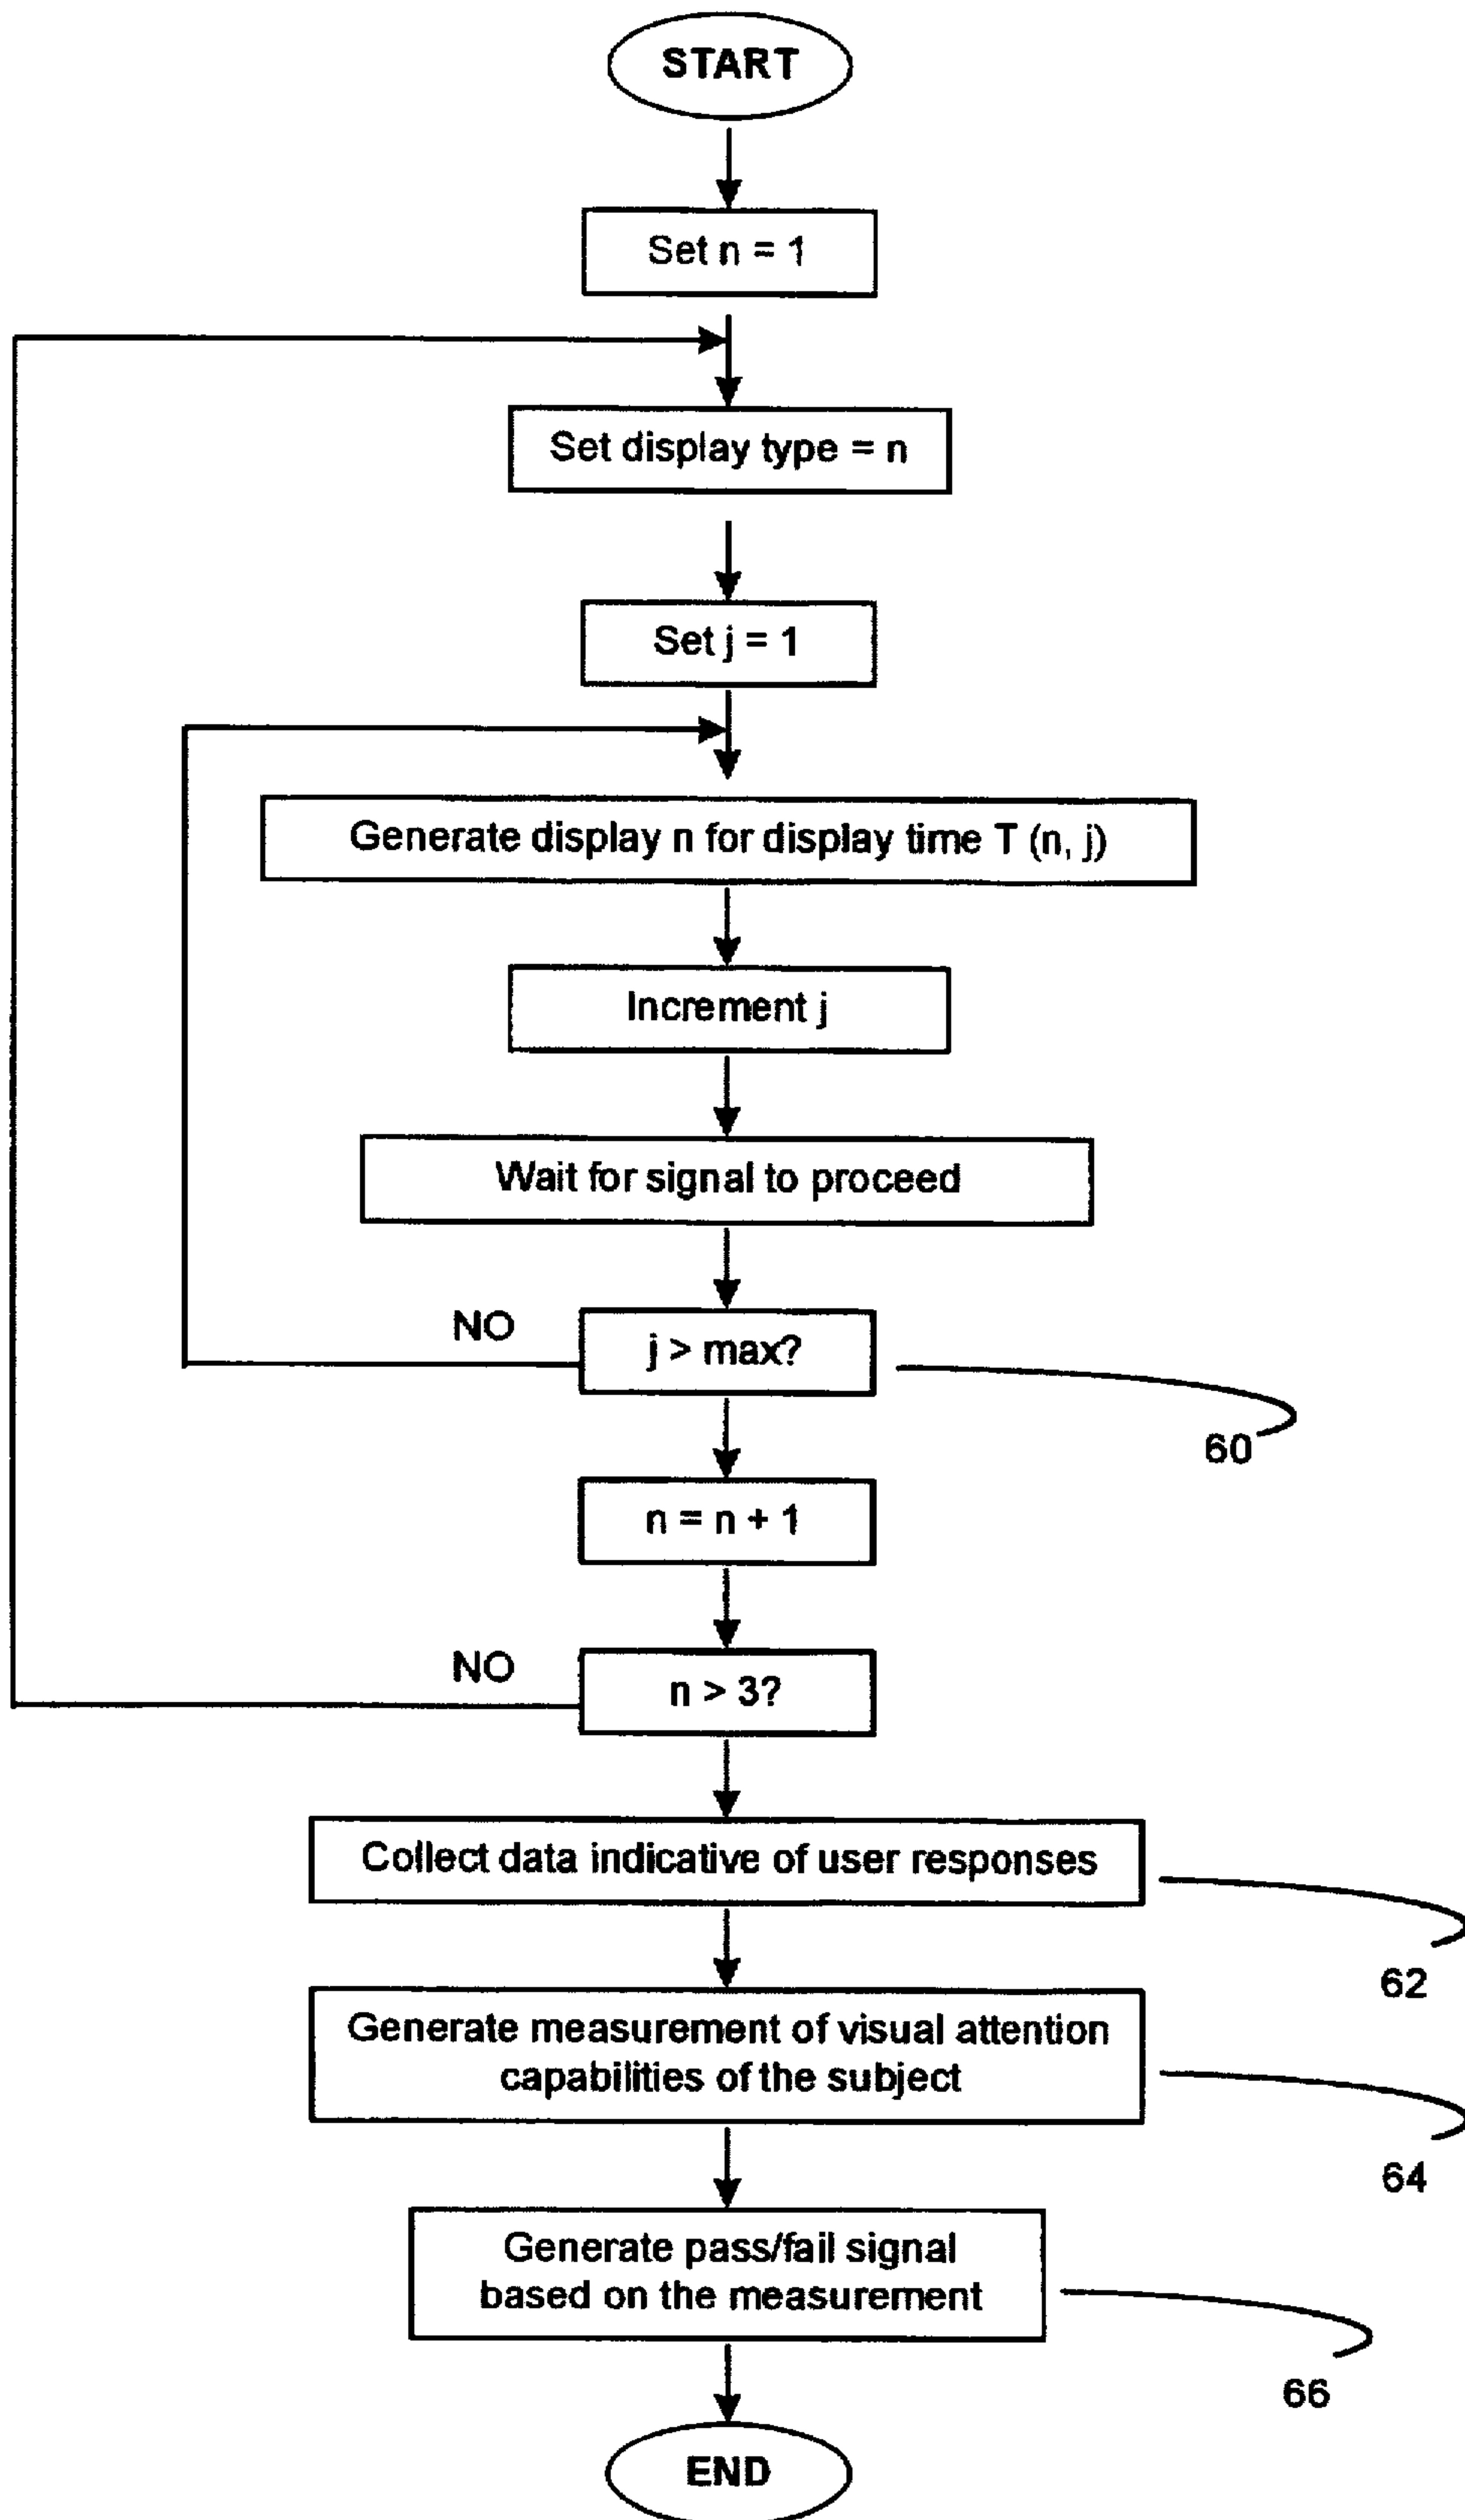 START
Set n = 1
Set display type = n
Set j = 1
Generate display n for display time T (n, j)
Increment j
Wait for signal to proceed
NO
j > max?
60
n = n + 1
NO
n > 3?
Collect data indicative of user responses
62
Generate measurement of visual attention
capabilities of the subject
64
Generate pass/fail signal
based on the measurement
66
END